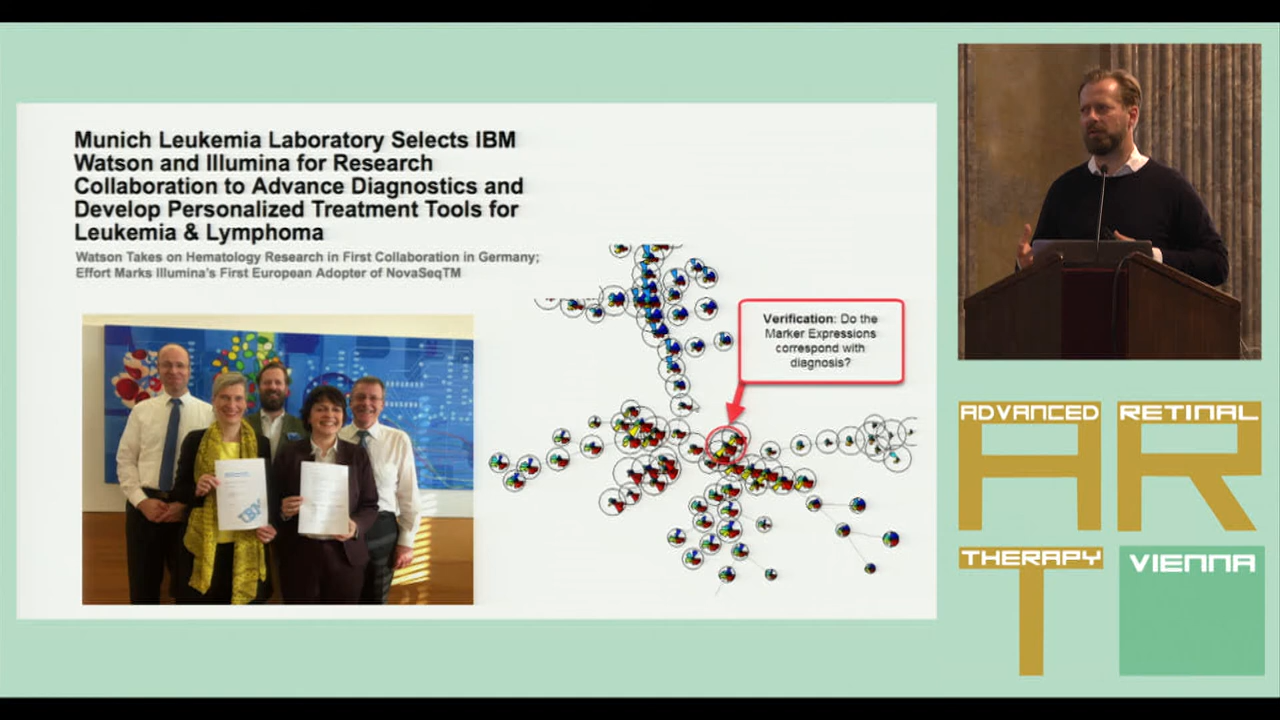 Munich Leukemia Laboratory Selects IBM
Watson and Illumina for Research
Collaboration to Advance Diagnostics and
Develop Personalized Treatment Tools for
Leukemia & Lymphoma
Watson Takes on Hematology Research in First Collaboration in Germany;
Effort Marks Illumina's First European Adopter of NovaSeqTM
Verification: Do the
Marker Expressions
correspond with
diagnosis?
ADVANCED
RETINAL
THERAPY
VIENNA